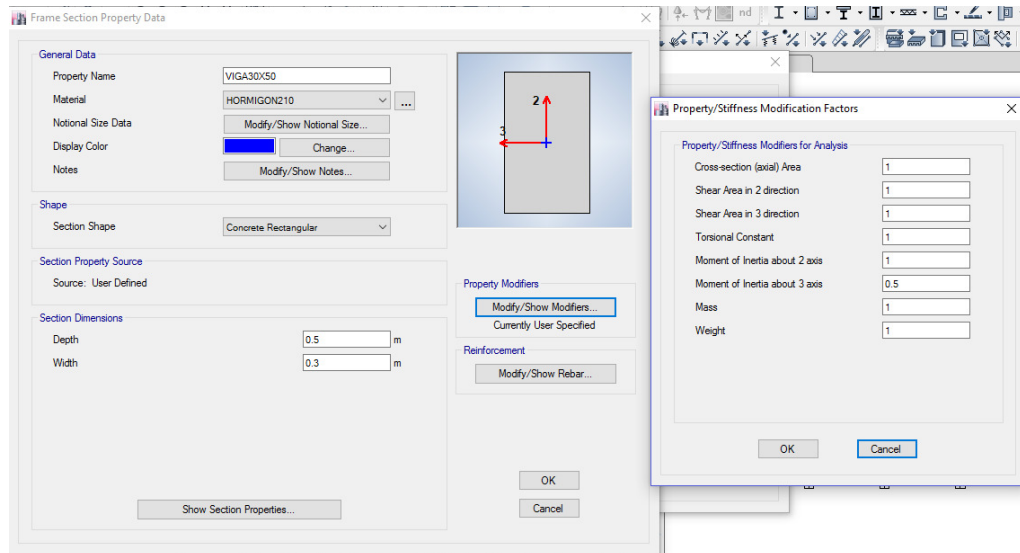 Frame Section Property Data
General Data
Property Name VIGA30X50
Material HORMIGON210 ...
Notional Size Data Modify/Show Notional Size...
Display Color Change...
Notes Modify/Show Notes...
Shape
Section Shape Concrete Rectangular
Section Property Source
Source: User Defined
Section Dimensions
Depth 0.5 m
Width 0.3 m
Show Section Properties...
2
3
Property Modifiers
Modify/Show Modifiers...
Currently User Specified
Reinforcement
Modify/Show Rebar...
OK
Cancel
nd
Property/Stiffness Modification Factors
Property/Stiffness Modifiers for Analysis
Cross-section (axial) Area 1
Shear Area in 2 direction 1
Shear Area in 3 direction 1
Torsional Constant 1
Moment of Inertia about 2 axis 1
Moment of Inertia about 3 axis 0.5
Mass 1
Weight 1
OK Cancel